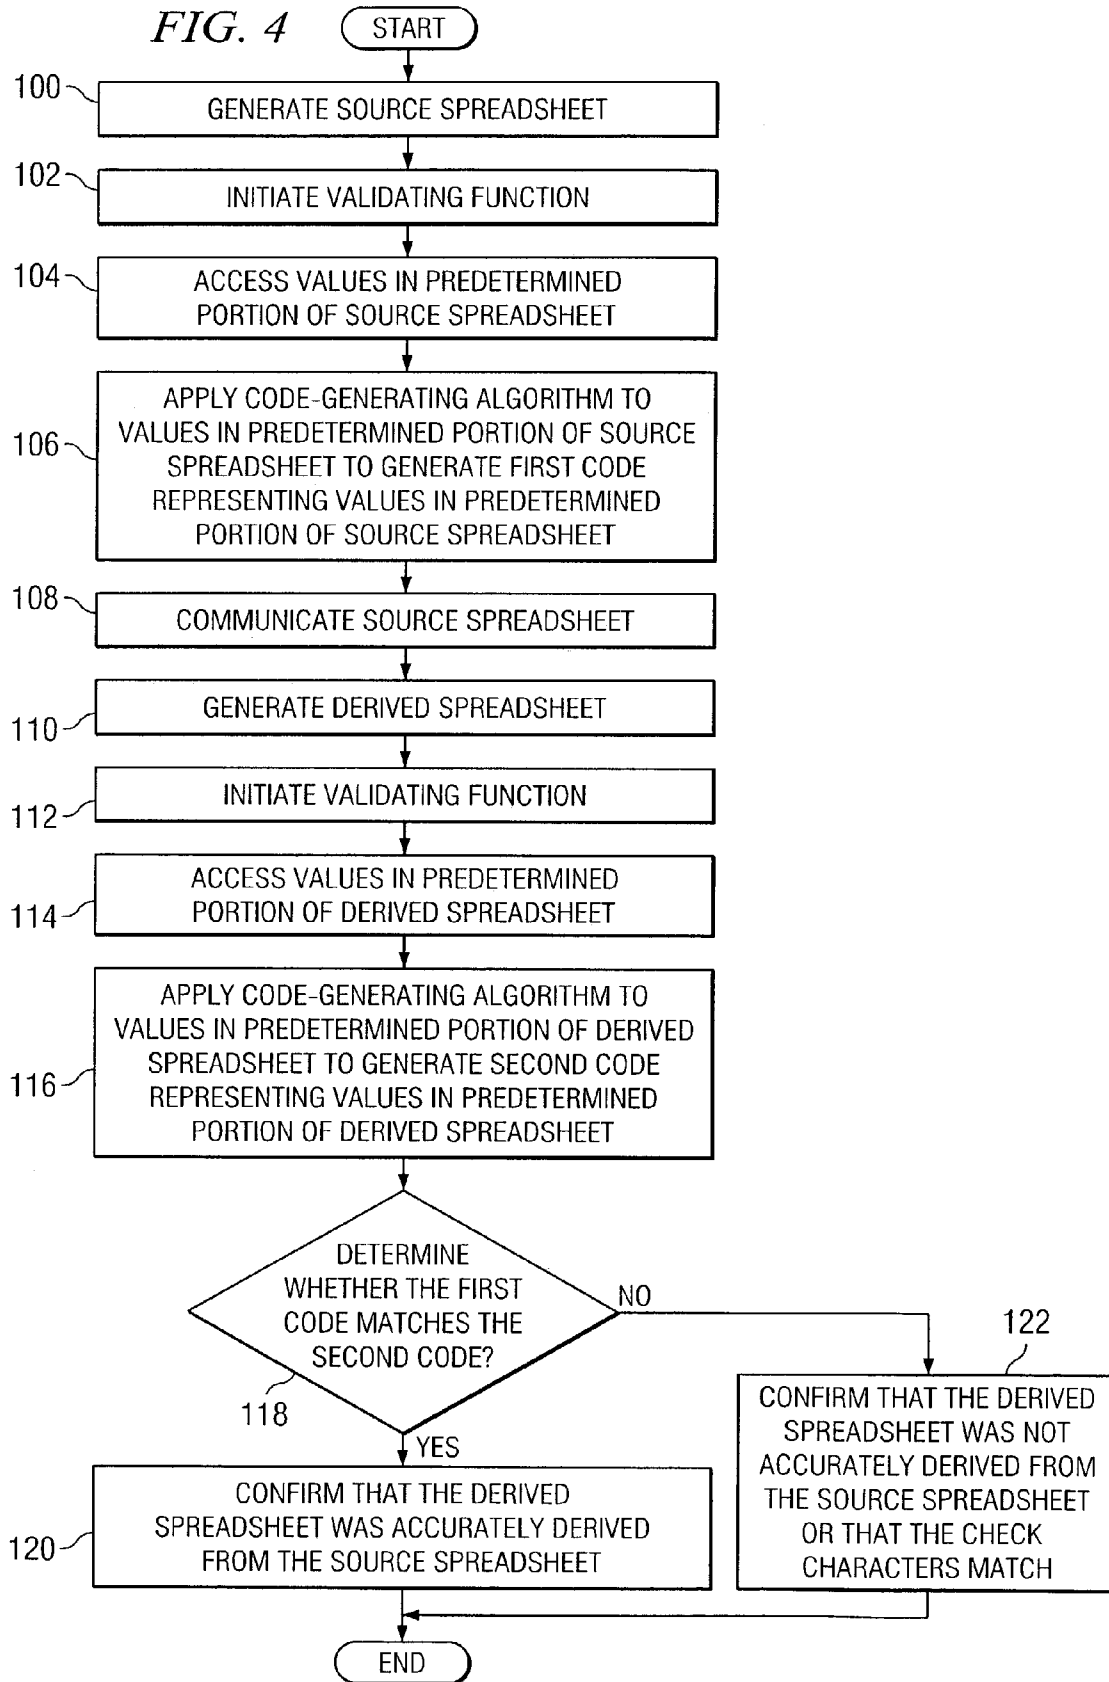 FIG. 4
START
100
GENERATE SOURCE SPREADSHEET
102
INITIATE VALIDATING FUNCTION
104
ACCESS VALUES IN PREDETERMINED
PORTION OF SOURCE SPREADSHEET
106
APPLY CODE-GENERATING ALGORITHM TO
VALUES IN PREDETERMINED PORTION OF SOURCE
SPREADSHEET TO GENERATE FIRST CODE
REPRESENTING VALUES IN PREDETERMINED
PORTION OF SOURCE SPREADSHEET
108
COMMUNICATE SOURCE SPREADSHEET
110
GENERATE DERIVED SPREADSHEET
112
INITIATE VALIDATING FUNCTION
114
ACCESS VALUES IN PREDETERMINED
PORTION OF DERIVED SPREADSHEET
116
APPLY CODE-GENERATING ALGORITHM TO
VALUES IN PREDETERMINED PORTION OF DERIVED
SPREADSHEET TO GENERATE SECOND CODE
REPRESENTING VALUES IN PREDETERMINED
PORTION OF DERIVED SPREADSHEET
DETERMINE
WHETHER THE FIRST
CODE MATCHES THE
SECOND CODE?
118
NO
YES
122
CONFIRM THAT THE DERIVED
SPREADSHEET WAS NOT
ACCURATELY DERIVED FROM
THE SOURCE SPREADSHEET
OR THAT THE CHECK
CHARACTERS MATCH
120
CONFIRM THAT THE DERIVED
SPREADSHEET WAS ACCURATELY DERIVED
FROM THE SOURCE SPREADSHEET
END